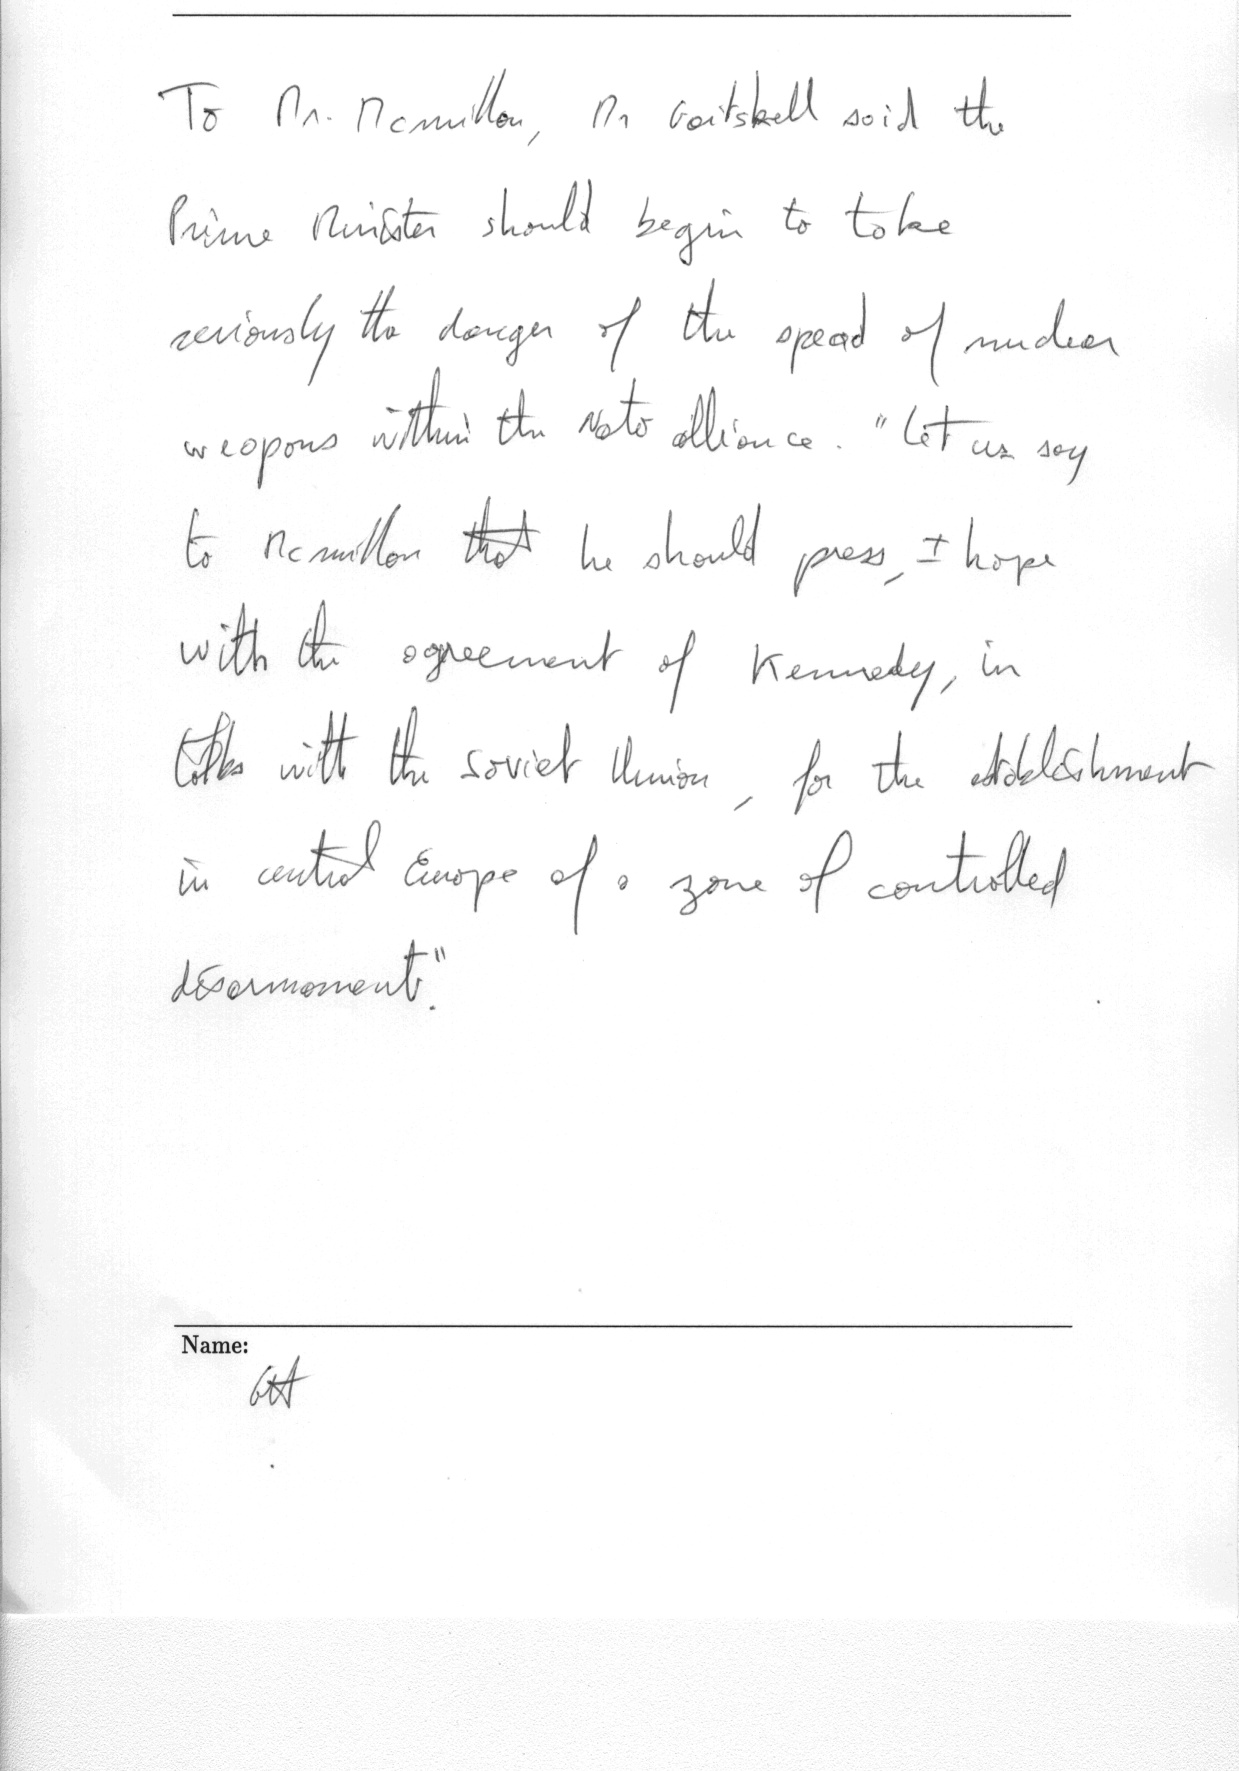 To Mr. Mcmillan, Mr Gaitskell said the
Prime Minister should begin to take
seriously the danger of the spead of nuclear
weapons within the Nato alliance. "Let us say
to Mcmillan that he should press, I hope
with the agreement of Kennedy, in
talks with the Soviet Union, for the establishment
in central Europe of a zone of controlled
disarmament."
Name: